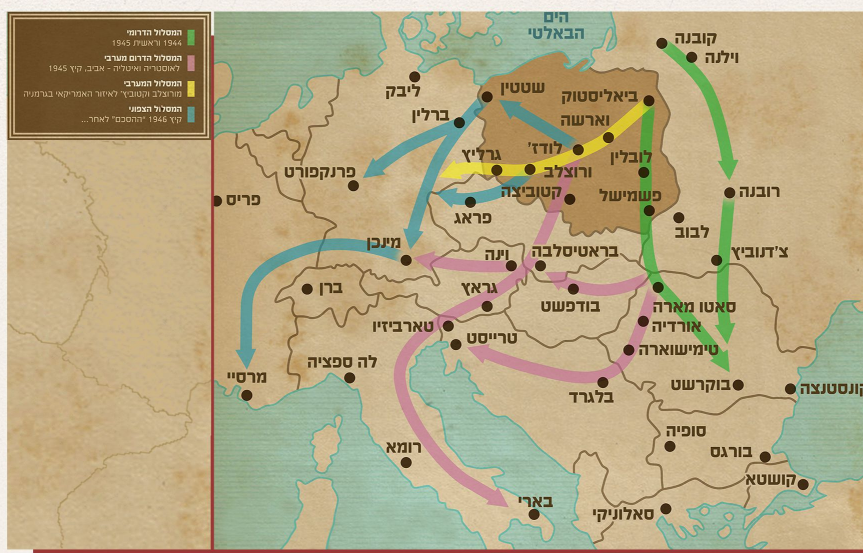 המסלול הדרומי
1944 וראשית 1945
המסלול הדרום מערבי
לאוסטריה ואיטליה - אביב, קיץ 1945
המסלול המערבי
מורוצלב וקטוביץ' לאיזור האמריקאי בגרמניה
המסלול הצפוני
קיץ 1946 "ההסכם" לאחר...
הים
הבאלטי
קובנה
וילנה
ליבק
שטטין
ביאליסטוק
ברלין
וארשה
לודז'
גרליץ
לובלין
פרנקפורט
ורוצלב
קטוביצה
רובנה
פריס
פראג
פשמישל
לבוב
מינכן
וינה
בראטיסלבה
צ'דנוביץ
ברן
גראץ
בודפשט
סאטו מארה
טארביזיו
אורדיה
טרייסט
טימישוארה
לה ספציה
מרסיי
בלגרד
בוקרשט
קונסטנצה
סופיה
רומא
בורגס
קושטא
בארי
סאלוניקי